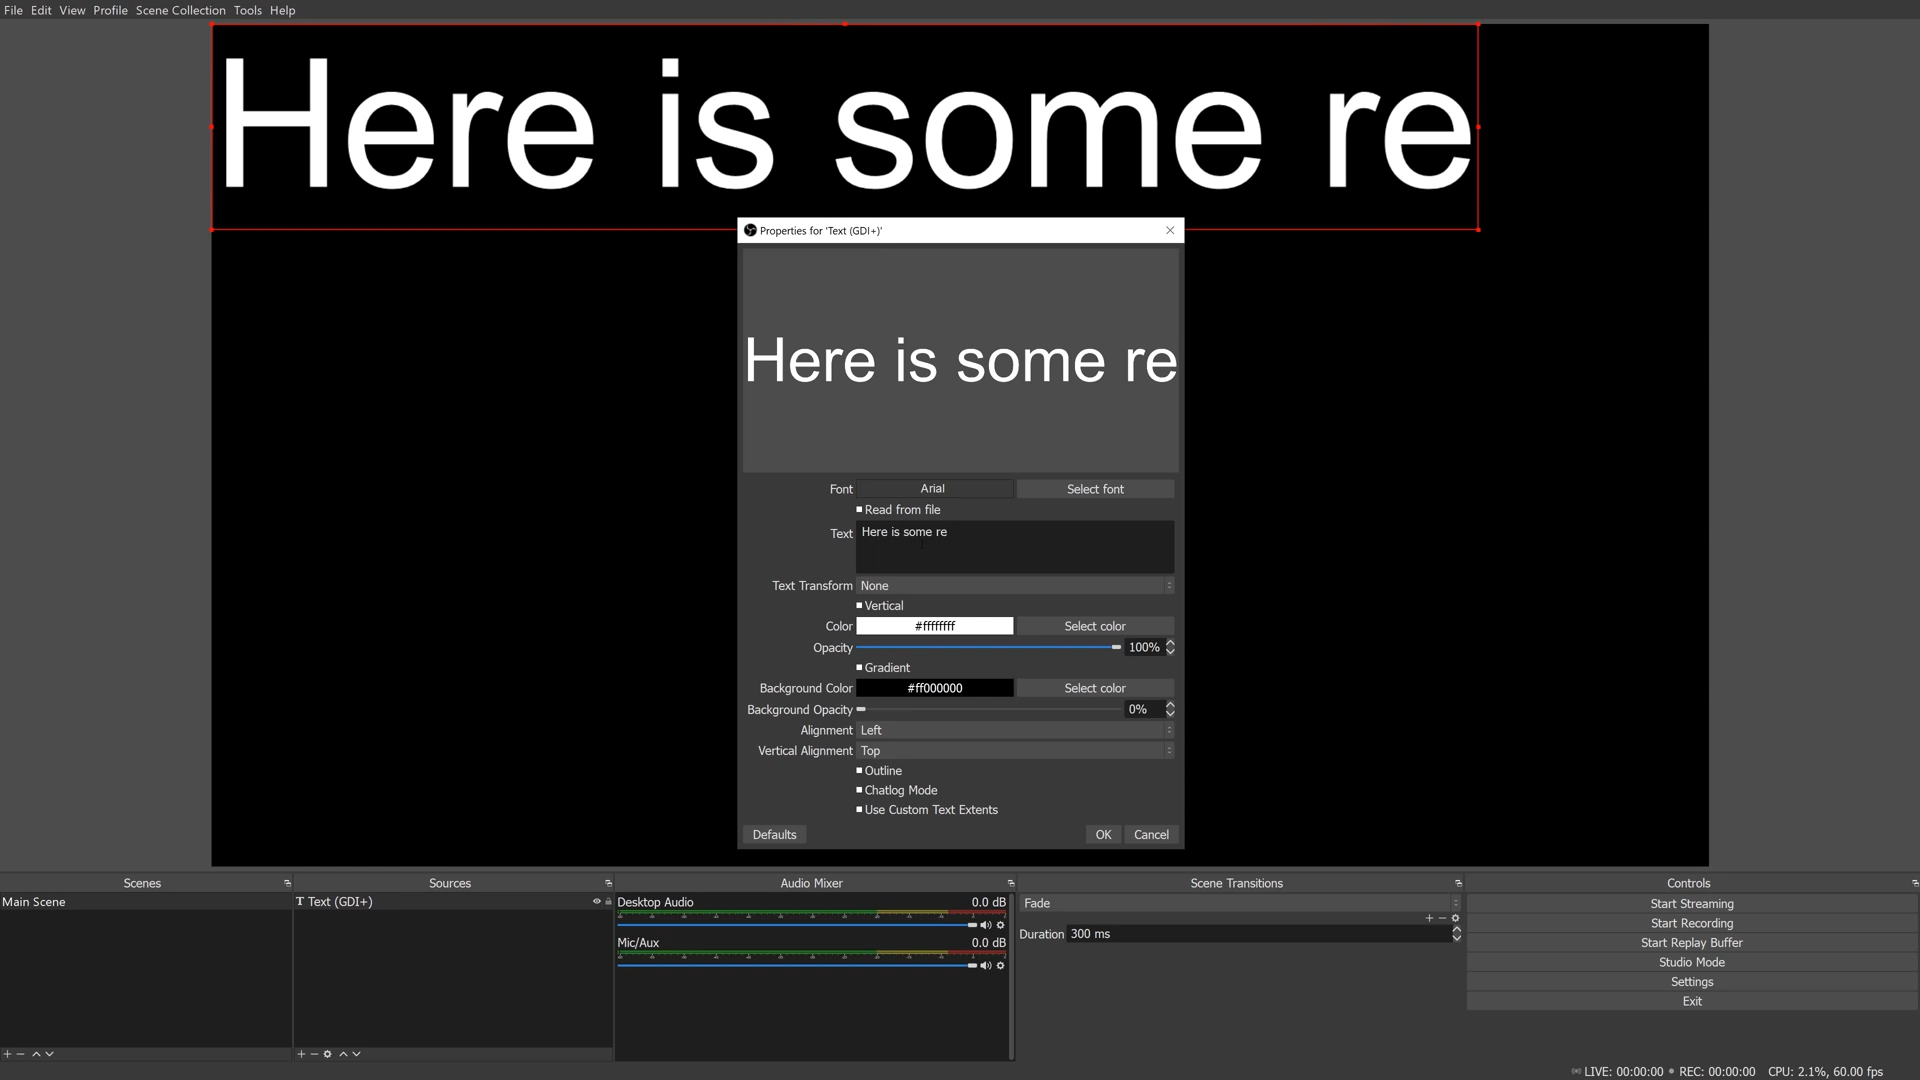 File Edit View Profile Scene Collection Tools Help
Here is some re
Properties for 'Text (GDI+)'
Here is some re
Font Arial Select font
Read from file
Text Here is some re
Text Transform None
Vertical
Color #ffffffff Select color
Opacity 100%
Gradient
Background Color #ff000000 Select color
Background Opacity 0%
Alignment Left
Vertical Alignment Top
Outline
Chatlog Mode
Use Custom Text Extents
Defaults OK Cancel
Scenes
Main Scene
Sources
T Text (GDI+)
Audio Mixer
Desktop Audio 0.0 dB
Mic/Aux 0.0 dB
Scene Transitions
Fade
Duration 300 ms
Controls
Start Streaming
Start Recording
Start Replay Buffer
Studio Mode
Settings
Exit
LIVE: 00:00:00 REC: 00:00:00 CPU: 2.1%, 60.00 fps